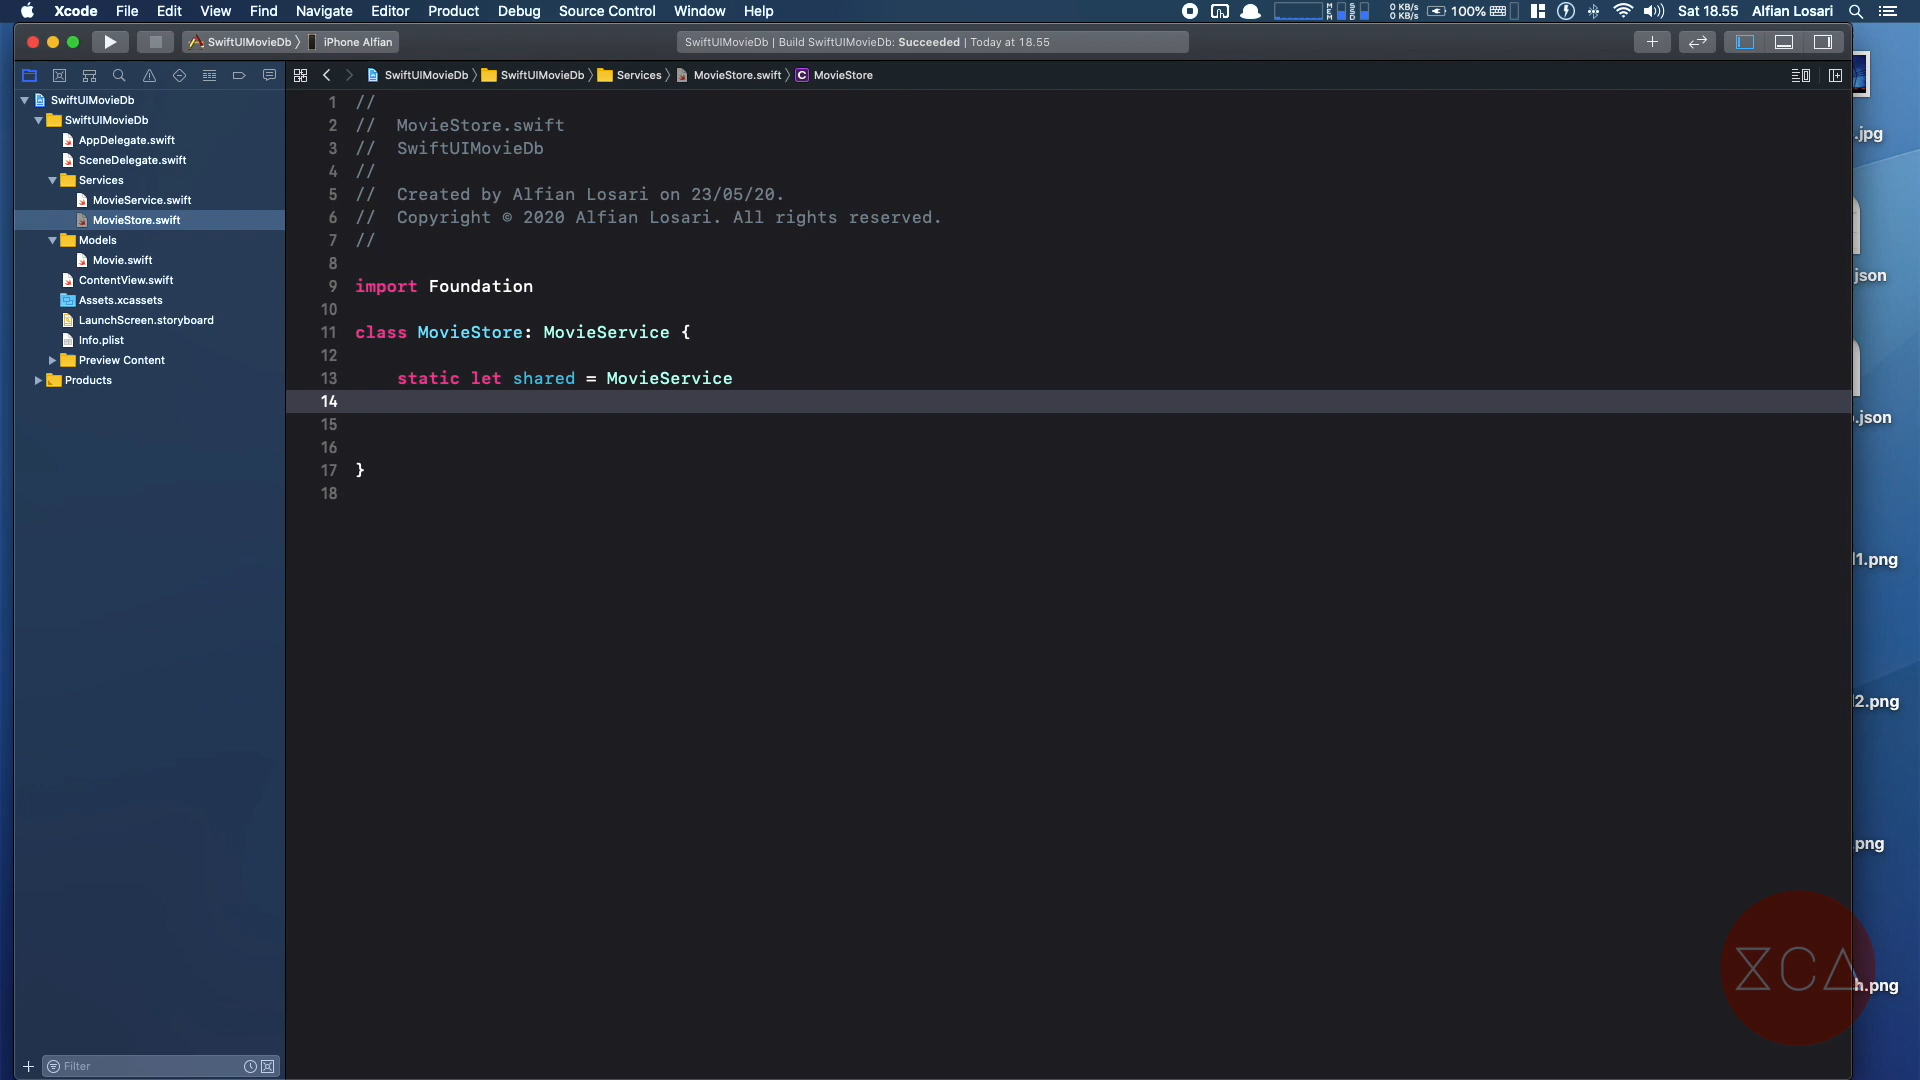 Xcode File Edit View Find Navigate Editor Product Debug Source Control Window Help
0 KB/s
0 KB/s
100%
Sat 18.55 Alfian Losari
SwiftUIMovieDb iPhone Alfian
SwiftUIMovieDb | Build SwiftUIMovieDb: Succeeded | Today at 18.55
SwiftUIMovieDb SwiftUIMovieDb Services MovieStore.swift C MovieStore
SwiftUIMovieDb
SwiftUIMovieDb
AppDelegate.swift
SceneDelegate.swift
Services
MovieService.swift
MovieStore.swift
Models
Movie.swift
ContentView.swift
Assets.xcassets
LaunchScreen.storyboard
Info.plist
Preview Content
Products
Filter
1 //
2 // MovieStore.swift
3 // SwiftUIMovieDb
4 //
5 // Created by Alfian Losari on 23/05/20.
6 // Copyright © 2020 Alfian Losari. All rights reserved.
7 //
8
9 import Foundation
10
11 class MovieStore: MovieService {
12
13 static let shared = MovieService
14
15
16
17 }
18
.jpg
json
.json
1.png
2.png
.png
h.png
XCA